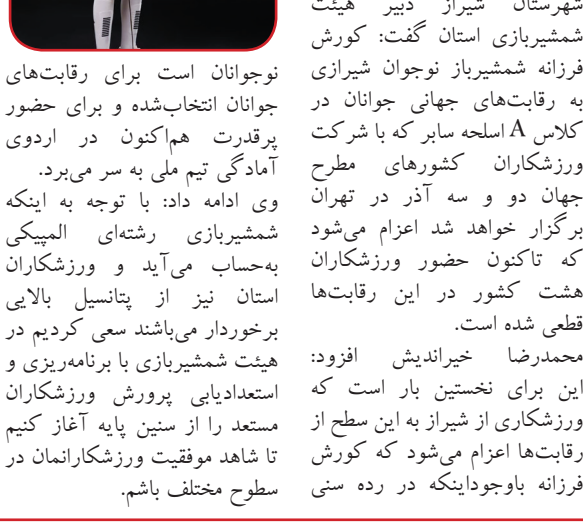 شهرستان شیراز دبیر هیئت
شمشیربازی استان گفت: کورش
فرزانه شمشیرباز نوجوان شیرازی
به رقابت‌های جهانی جوانان در
کلاس A اسلحه سابر که با شرکت
ورزشکاران کشورهای مطرح
جهان دو و سه آذر در تهران
برگزار خواهد شد اعزام می‌شود
که تاکنون حضور ورزشکاران
هشت کشور در این رقابت‌ها
قطعی شده است.
محمدرضا خیراندیش افزود:
این برای نخستین بار است که
ورزشکاری از شیراز به این سطح از
رقابت‌ها اعزام می‌شود که کورش
فرزانه باوجوداینکه در رده سنی
نوجوانان است برای رقابت‌های
جوانان انتخاب‌شده و برای حضور
پرقدرت هم‌اکنون در اردوی
آمادگی تیم ملی به سر می‌برد.
وی ادامه داد: با توجه به اینکه
شمشیربازی رشته‌ای المپیکی
به‌حساب می‌آید و ورزشکاران
استان نیز از پتانسیل بالایی
برخوردار می‌باشند سعی کردیم در
هیئت شمشیربازی با برنامه‌ریزی و
استعدادیابی پرورش ورزشکاران
مستعد را از سنین پایه آغاز کنیم
تا شاهد موفقیت ورزشکارانمان در
سطوح مختلف باشم.